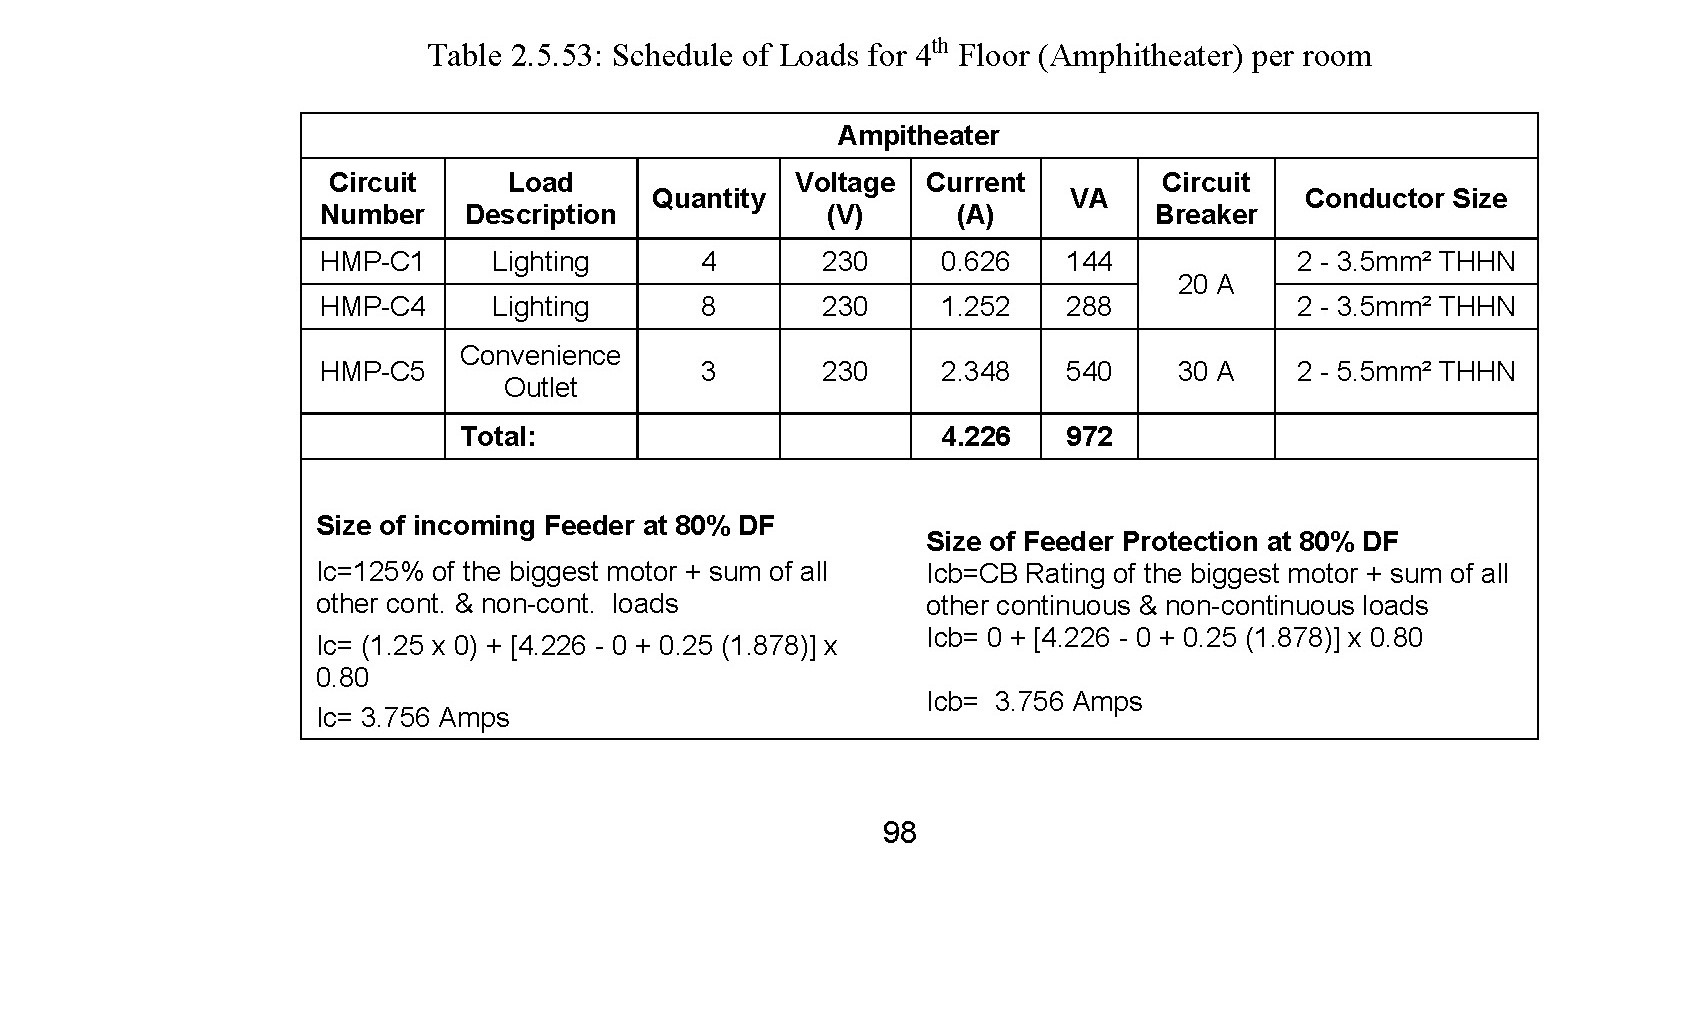 Table 2.5.53: Schedule of Loads for 4th Floor (Amphitheater) per room
Ampitheater
Circuit Number	Load Description	Quantity	Voltage (V)	Current (A)	VA	Circuit Breaker	Conductor Size
HMP-C1	Lighting	4	230	0.626	144	20 A	2 - 3.5mm² THHN
HMP-C4	Lighting	8	230	1.252	288	2 - 3.5mm² THHN
HMP-C5	Convenience Outlet	3	230	2.348	540	30 A	2 - 5.5mm² THHN
Total:	4.226	972
Size of incoming Feeder at 80% DF
Ic=125% of the biggest motor + sum of all
other cont. & non-cont.  loads
Ic= (1.25 x 0) + [4.226 - 0 + 0.25 (1.878)] x
0.80
Ic= 3.756 Amps
Size of Feeder Protection at 80% DF
Icb=CB Rating of the biggest motor + sum of all
other continuous & non-continuous loads
Icb= 0 + [4.226 - 0 + 0.25 (1.878)] x 0.80
Icb=  3.756 Amps
98